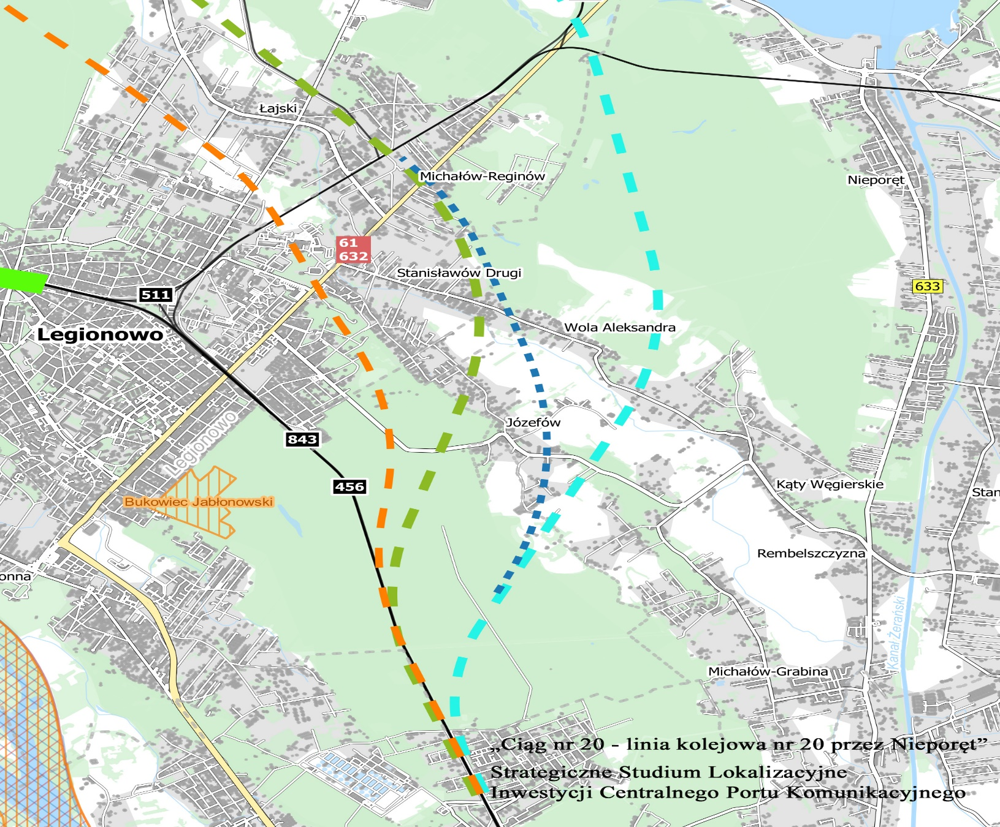 Łajski
Michałów-Reginów
Nieporęt
61
632
Stanisławów Drugi
633
511
Wola Aleksandra
Legionowo
Józefów
Legionowo
843
456
Kąty Węgierskie
Stan
Bukowiec Jabłonowski
Rembelszczyzna
onna
Kanał Żerański
Michałów-Grabina
„Ciąg nr 20 - linia kolejowa nr 20 przez Nieporęt”
Strategiczne Studium Lokalizacyjne
Inwestycji Centralnego Portu Komunikacyjnego